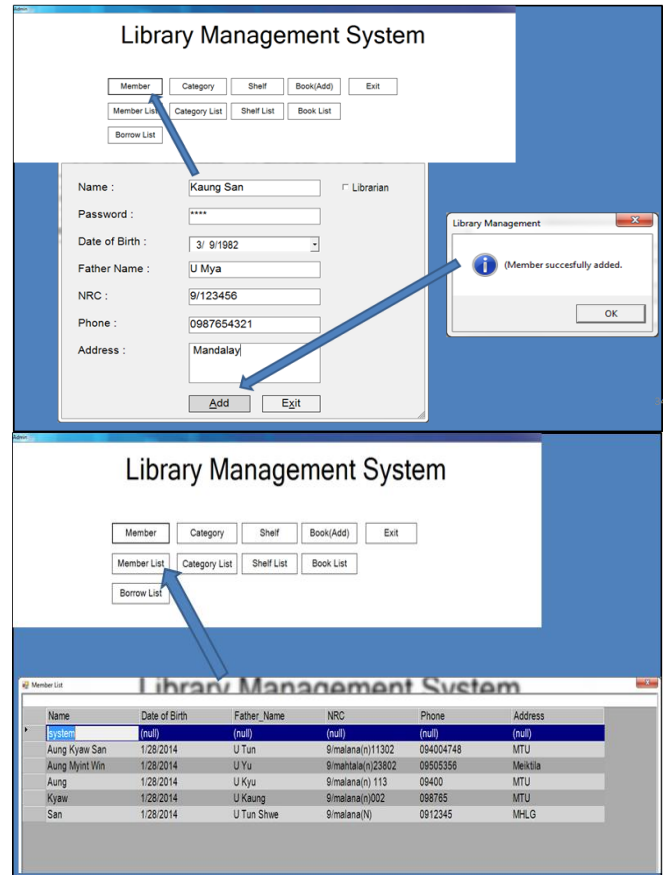 Admin
Library Management System
Member Category Shelf Book(Add) Exit
Member List Category List Shelf List Book List
Borrow List
Name : Kaung San Librarian
Password : ****
Date of Birth : 3/ 9/1982
Father Name : U Mya
NRC : 9/123456
Phone : 0987654321
Address : Mandalay
Add Exit
Library Management
(Member succesfully added.
OK
Admin
Library Management System
Member Category Shelf Book(Add) Exit
Member List Category List Shelf List Book List
Borrow List
Member List
Library Management System
Name Date of Birth Father_Name NRC Phone Address
system (null) (null) (null) (null) (null)
Aung Kyaw San 1/28/2014 U Tun 9/malana(n)11302 094004748 MTU
Aung Myint Win 1/28/2014 U Yu 9/mahtala(n)23802 09505356 Meiktila
Aung 1/28/2014 U Kyu 9/malana(n) 113 09400 MTU
Kyaw 1/28/2014 U Kaung 9/malana(n)002 098765 MTU
San 1/28/2014 U Tun Shwe 9/malana(N) 0912345 MHLG